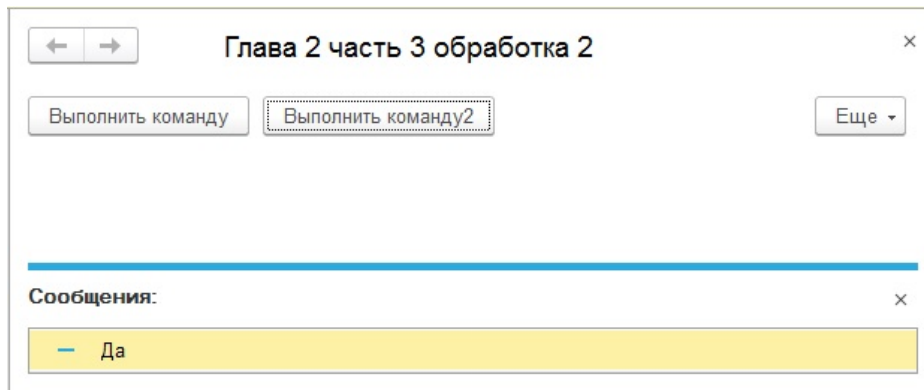 Глава 2 часть 3 обработка 2
Выполнить команду Выполнить команду2 Еще
Сообщения:
Да